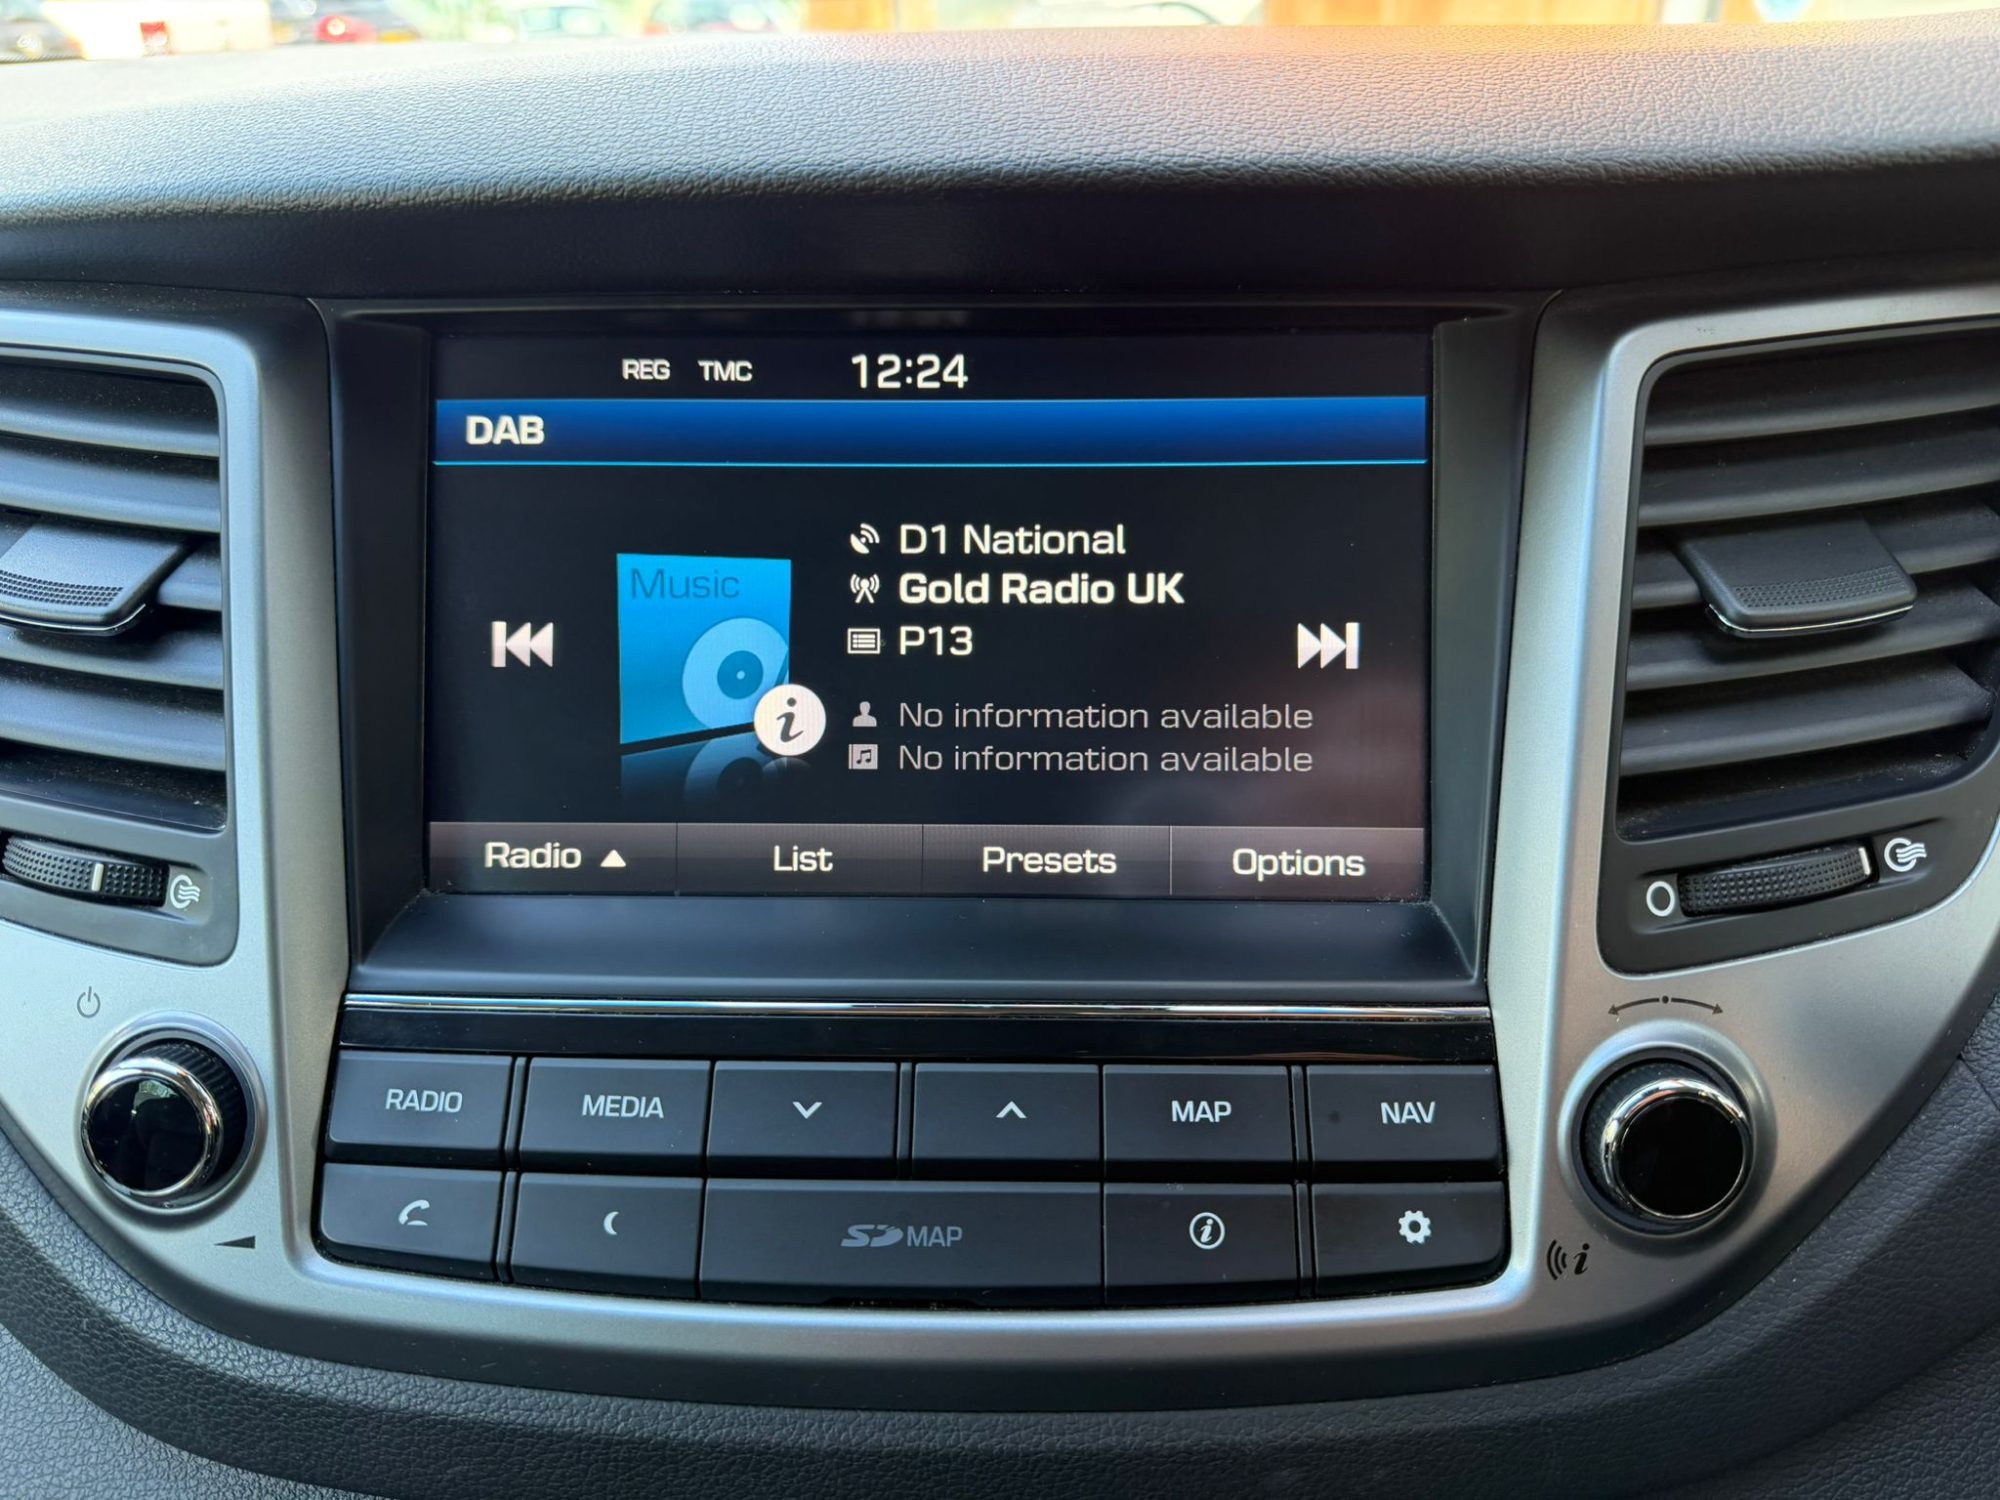 REG TMC 12:24
DAB
Music
D1 National
Gold Radio UK
P13
No information available
No information available
Radio List Presets Options
RADIO MEDIA MAP NAV
SD MAP